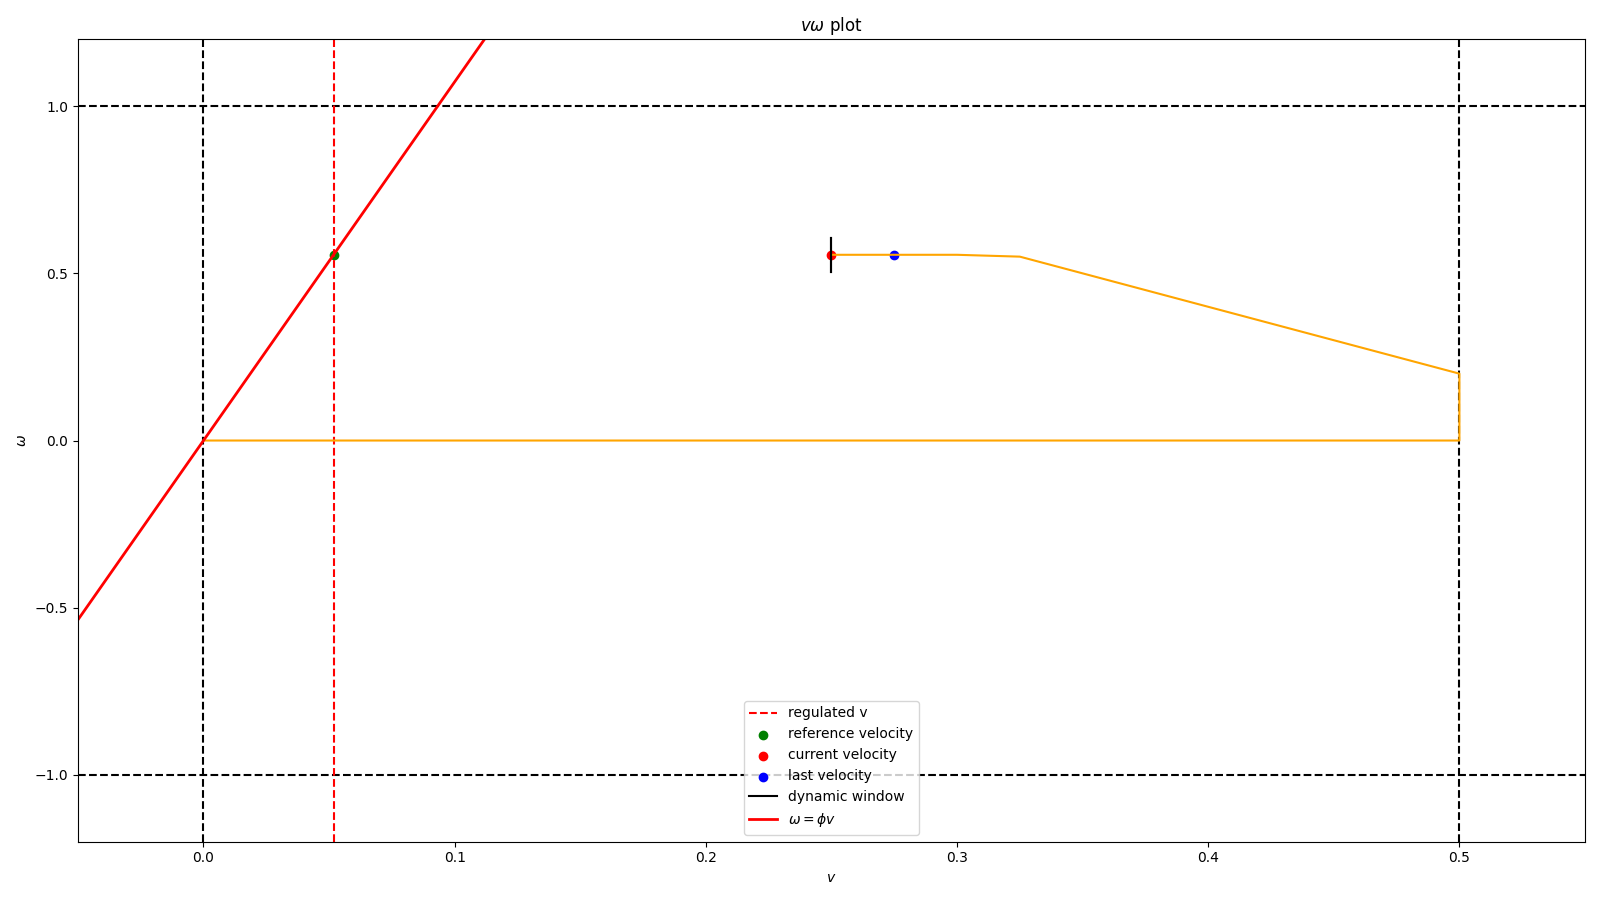 vω plot
1.0
0.5
0.0
−0.5
−1.0
ω
0.0
0.1
0.2
0.3
0.4
0.5
v
regulated v
reference velocity
current velocity
last velocity
dynamic window
ω = ϕv